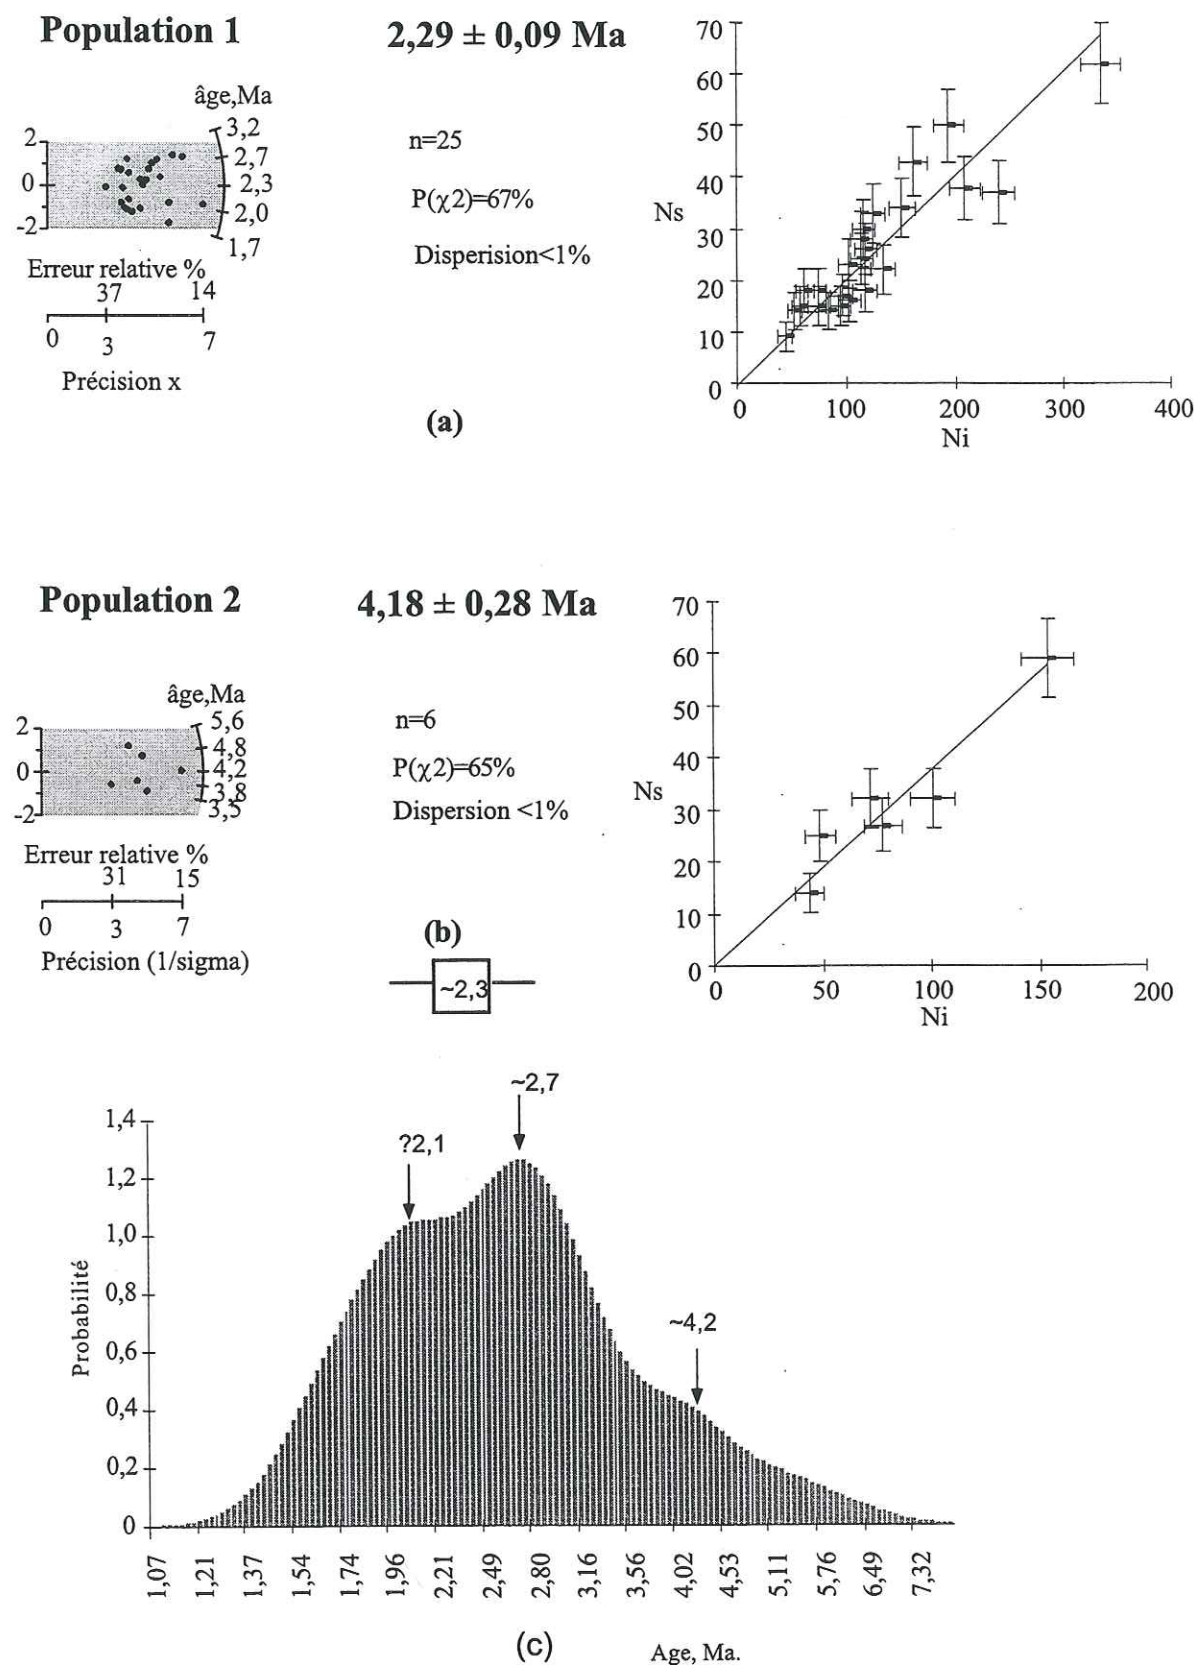 Population 1
2,29 ± 0,09 Ma
âge,Ma
3,2
2,7
2,3
2,0
1,7
2
0
-2
Erreur relative %
37 14
0 3 7
Précision x
n=25
P(χ2)=67%
Disperision<1%
70
60
50
40
30
20
10
0
Ns
0 100 200 300 400
Ni
(a)
Population 2
4,18 ± 0,28 Ma
âge,Ma
5,6
4,8
4,2
3,8
3,5
2
0
-2
Erreur relative %
31 15
0 3 7
Précision (1/sigma)
n=6
P(χ2)=65%
Dispersion <1%
70
60
50
40
30
20
10
0
Ns
0 50 100 150 200
Ni
(b)
~2,3
~2,7
?2,1
~4,2
1,4
1,2
1,0
0,8
0,6
0,4
0,2
0
Probabilité
1,07 1,21 1,37 1,54 1,74 1,96 2,21 2,49 2,80 3,16 3,56 4,02 4,53 5,11 5,76 6,49 7,32
(c)
Age, Ma.